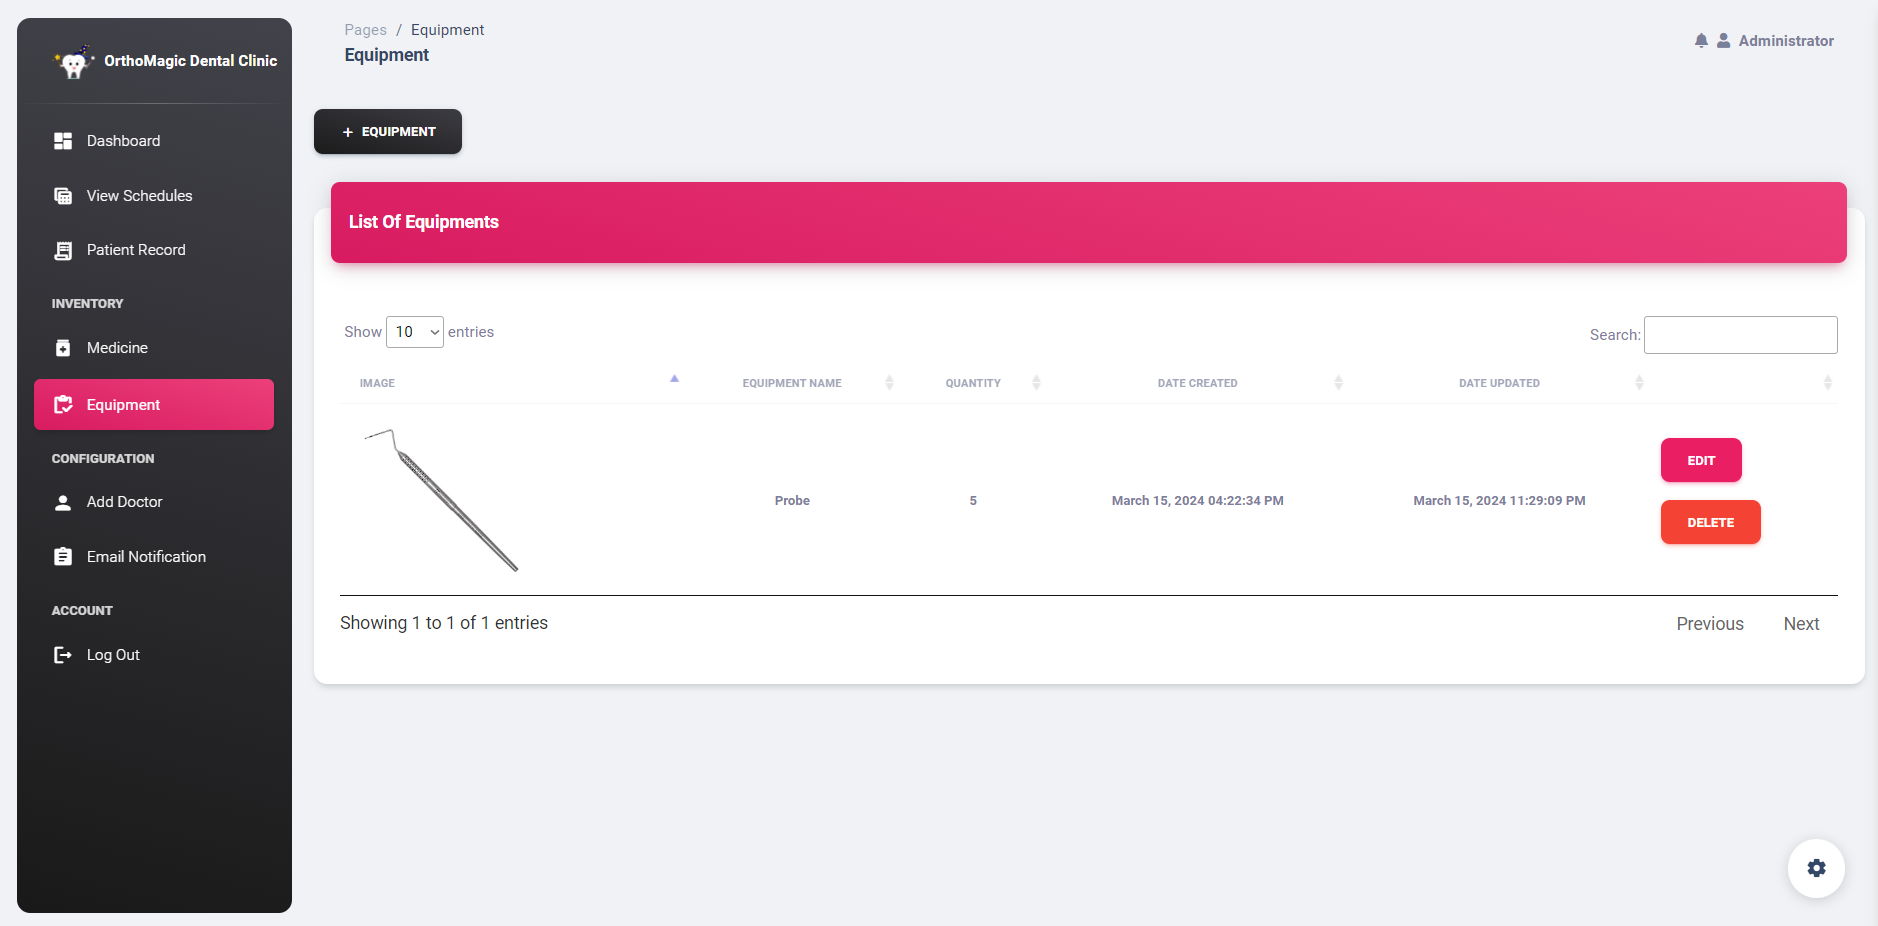 OrthoMagic Dental Clinic
Dashboard
View Schedules
Patient Record
INVENTORY
Medicine
Equipment
CONFIGURATION
Add Doctor
Email Notification
ACCOUNT
Log Out
Pages / Equipment
Equipment
Administrator
+ EQUIPMENT
List Of Equipments
Show 10 entries
Search:
IMAGE EQUIPMENT NAME QUANTITY DATE CREATED DATE UPDATED
Probe 5 March 15, 2024 04:22:34 PM March 15, 2024 11:29:09 PM
EDIT
DELETE
Showing 1 to 1 of 1 entries
Previous Next